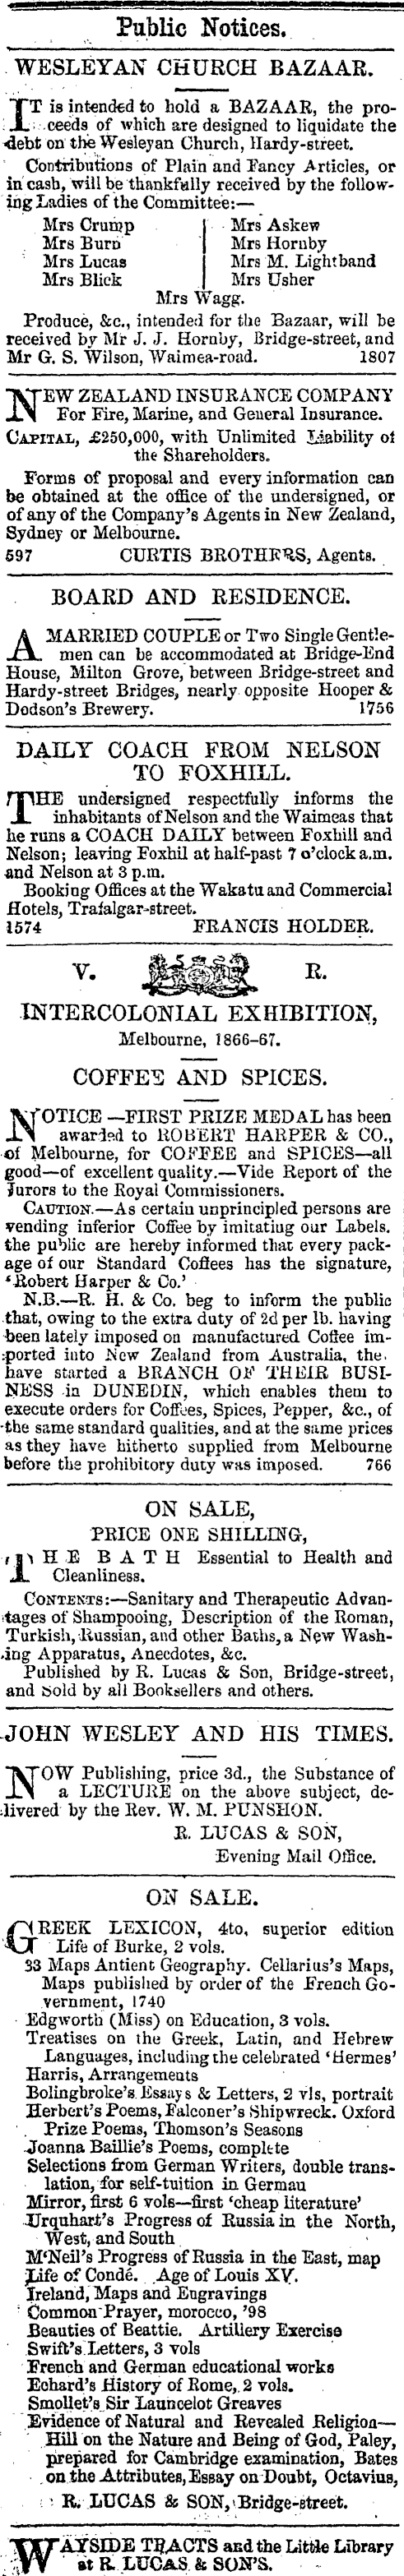 Public Notices.
WESLEYAN CHURCH BAZAAR.
IT is intended to hold a BAZAAR, the pro-
ceeds of which are designed to liquidate the
debt on the Wesleyan Church, Hardy-street.
Contributions of Plain and Fancy Articles, or
in cash, will be thankfully received by the follow-
ing Ladies of the Committee:—
Mrs Crump | Mrs Askew
Mrs Burn | Mrs Hornby
Mrs Lucas | Mrs M. Lightband
Mrs Blick | Mrs Usher
Mrs Wagg.
Produce, &c., intended for the Bazaar, will be
received by Mr J. J. Hornby, Bridge-street, and
Mr G. S. Wilson, Waimea-road. 1807
NEW ZEALAND INSURANCE COMPANY
For Fire, Marine, and General Insurance.
CAPITAL, £250,000, with Unlimited Liability of
the Shareholders.
Forms of proposal and every information can
be obtained at the office of the undersigned, or
of any of the Company's Agents in New Zealand,
Sydney or Melbourne.
597 CURTIS BROTHERS, Agents.
BOARD AND RESIDENCE.
A MARRIED COUPLE or Two Single Gentle-
men can be accommodated at Bridge-End
House, Milton Grove, between Bridge-street and
Hardy-street Bridges, nearly opposite Hooper &
Dodson's Brewery. 1756
DAILY COACH FROM NELSON
TO FOXHILL.
THE undersigned respectfully informs the
inhabitants of Nelson and the Waimeas that
he runs a COACH DAILY between Foxhill and
Nelson; leaving Foxhil at half-past 7 o'clock a.m.
and Nelson at 3 p.m.
Booking Offices at the Wakatu and Commercial
Hotels, Trafalgar-street.
1574 FRANCIS HOLDER.
V. R.
INTERCOLONIAL EXHIBITION,
Melbourne, 1866-67.
COFFEE AND SPICES.
NOTICE —FIRST PRIZE MEDAL has been
awarded to ROBERT HARPER & CO.,
of Melbourne, for COFFEE and SPICES—all
good—of excellent quality.—Vide Report of the
Jurors to the Royal Commissioners.
CAUTION.—As certain unprincipled persons are
vending inferior Coffee by imitating our Labels.
the public are hereby informed that every pack-
age of our Standard Coffees has the signature,
'Robert Harper & Co.'
N.B.—R. H. & Co. beg to inform the public
that, owing to the extra duty of 2d per lb. having
been lately imposed on manufactured Coffee im-
ported into New Zealand from Australia, the.
have started a BRANCH OF THEIR BUSI-
NESS in DUNEDIN, which enables them to
execute orders for Coffees, Spices, Pepper, &c., of
the same standard qualities, and at the same prices
as they have hitherto supplied from Melbourne
before the prohibitory duty was imposed. 766
ON SALE,
PRICE ONE SHILLING,
THE BATH Essential to Health and
Cleanliness.
CONTENTS:—Sanitary and Therapeutic Advan-
tages of Shampooing, Description of the Roman,
Turkish, Russian, and other Baths, a New Wash-
ing Apparatus, Anecdotes, &c.
Published by R. Lucas & Son, Bridge-street,
and Sold by all Booksellers and others.
JOHN WESLEY AND HIS TIMES.
NOW Publishing, price 3d., the Substance of
a LECTURE on the above subject, de-
livered by the Rev. W. M. PUNSHON.
R. LUCAS & SON,
Evening Mail Office.
ON SALE.
GREEK LEXICON, 4to, superior edition
Life of Burke, 2 vols.
33 Maps Antient Geography. Cellarius's Maps,
Maps published by order of the French Go-
vernment, 1740
Edgworth (Miss) on Education, 3 vols.
Treatises on the Greek, Latin, and Hebrew
Languages, including the celebrated 'Hermes'
Harris, Arrangements
Bolingbroke's Essays & Letters, 2 vls, portrait
Herbert's Poems, Falconer's Shipwreck. Oxford
Prize Poems, Thomson's Seasons
Joanna Baillie's Poems, complete
Selections from German Writers, double trans-
lation, for self-tuition in German
Mirror, first 6 vols—first 'cheap literature'
Urquhart's Progress of Russia in the North,
West, and South
M'Neil's Progress of Russia in the East, map
Life of Condé. Age of Louis XV.
Ireland, Maps and Engravings
Common Prayer, morocco, '98
Beauties of Beattie. Artillery Exercise
Swift's Letters, 3 vols
French and German educational works
Echard's History of Rome, 2 vols.
Smollet's Sir Launcelot Greaves
Evidence of Natural and Revealed Religion—
Hill on the Nature and Being of God, Paley,
prepared for Cambridge examination, Bates
on the Attributes, Essay on Doubt, Octavius,
R. LUCAS & SON, Bridge-street.
WAYSIDE TRACTS and the Little Library
at R. LUCAS & SON'S.